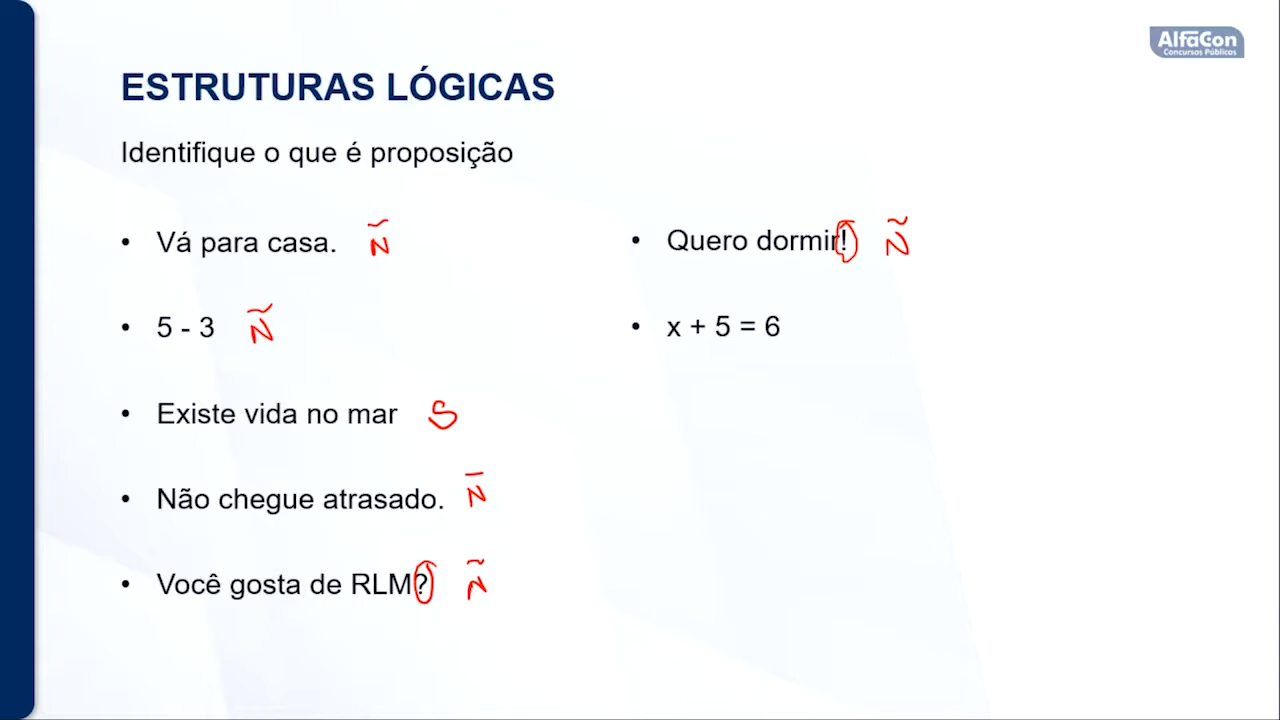 AlfaCon
Concursos Públicos
ESTRUTURAS LÓGICAS
Identifique o que é proposição
• Vá para casa. Ñ
• 5 - 3 Ñ
• Existe vida no mar S
• Não chegue atrasado. Ñ
• Você gosta de RLM? Ñ
• Quero dormir! Ñ
• x + 5 = 6